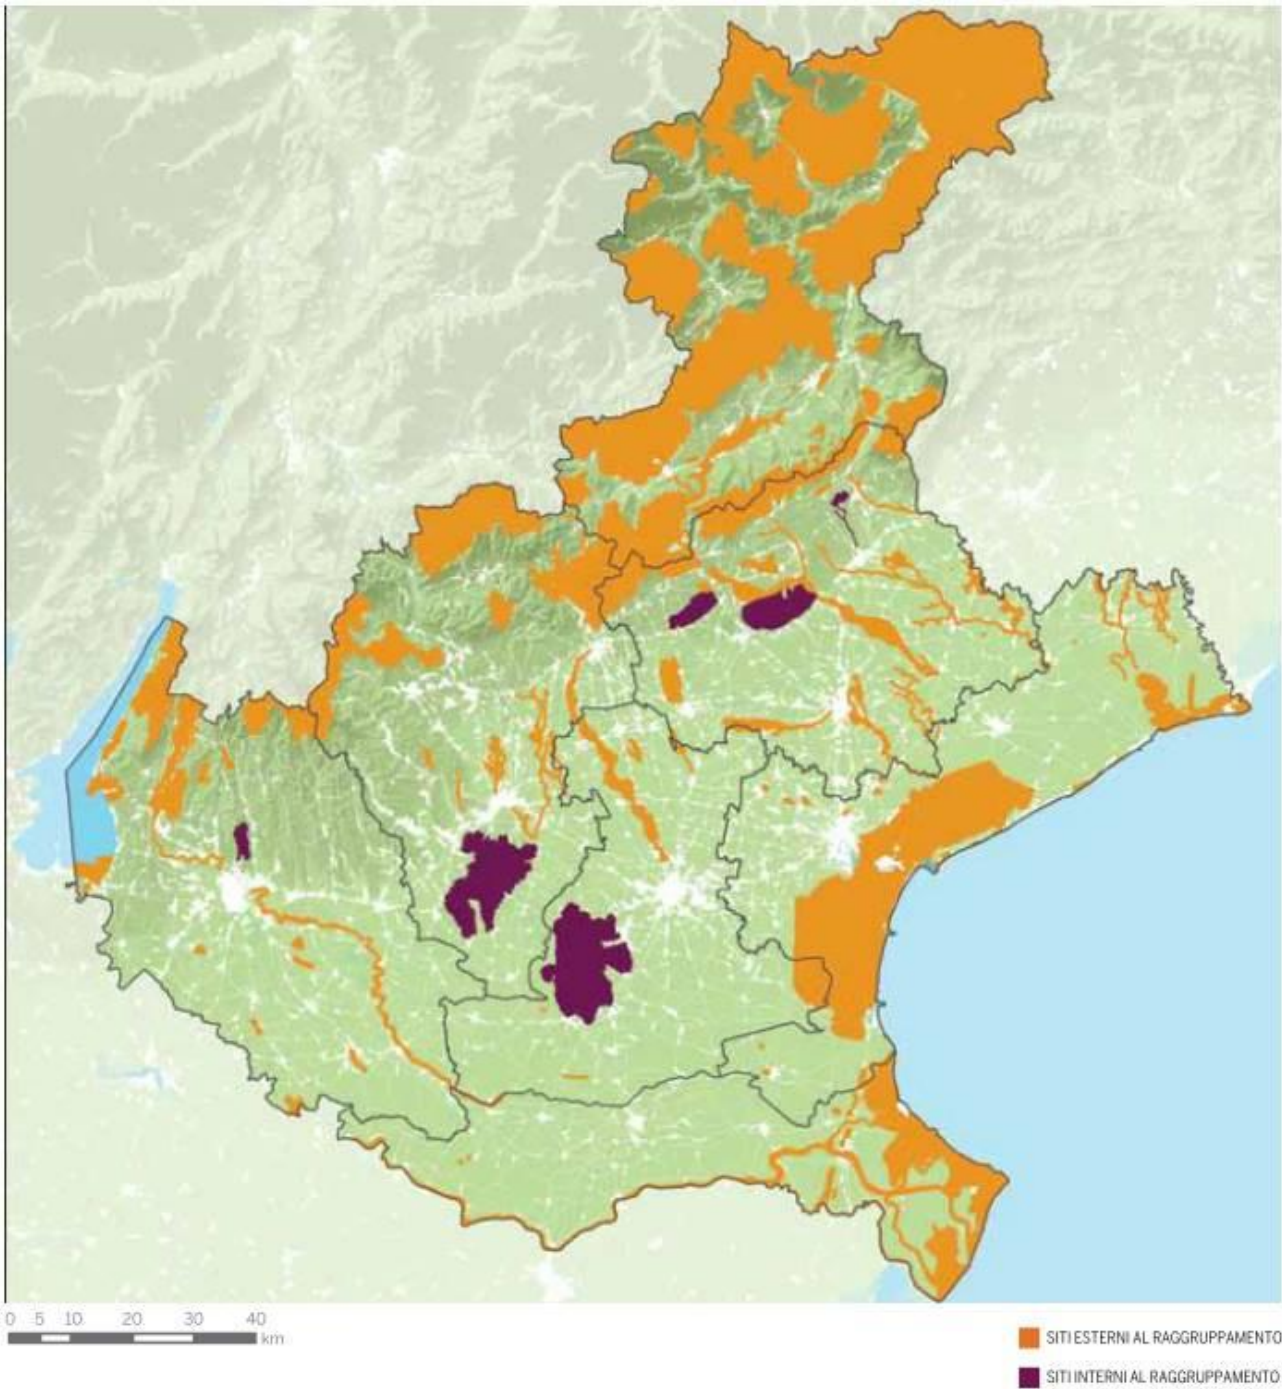 0 5 10 20 30 40
km
SITI ESTERNI AL RAGGRUPPAMENTO
SITI INTERNI AL RAGGRUPPAMENTO